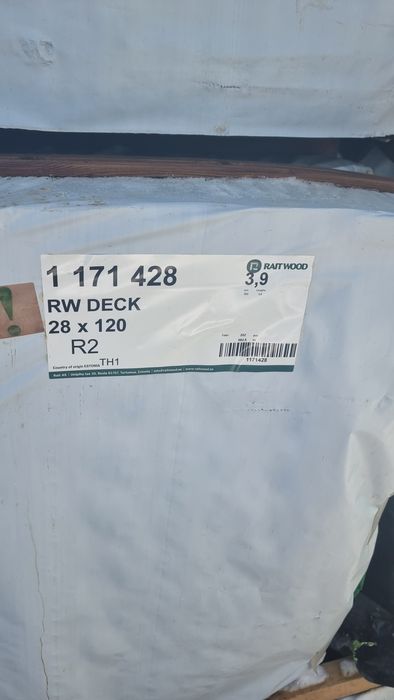 1 171 428
RAITWOOD
3,9
RW DECK
28 x 120
R2
TH1
Country of origin ESTONIA
1171428